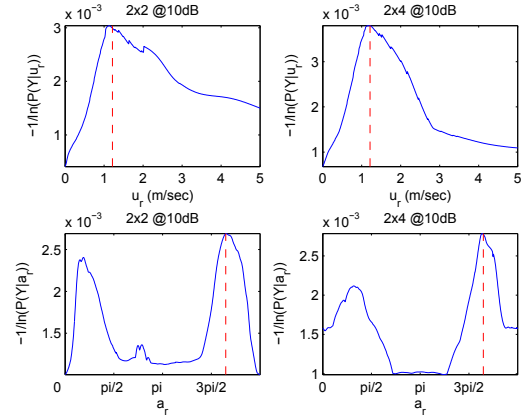 x 10⁻³ 2x2 @10dB
3
2
1
−1/ln(P(Y|u_r))
0 1 2 3 4 5
u_r (m/sec)
x 10⁻³ 2x4 @10dB
3
2
1
−1/ln(P(Y|u_r))
0 1 2 3 4 5
u_r (m/sec)
x 10⁻³ 2x2 @10dB
2.5
2
1.5
1
−1/ln(P(Y|a_r))
0 pi/2 pi 3pi/2
a_r
x 10⁻³ 2x4 @10dB
2.5
2
1.5
1
−1/ln(P(Y|a_r))
0 pi/2 pi 3pi/2
a_r